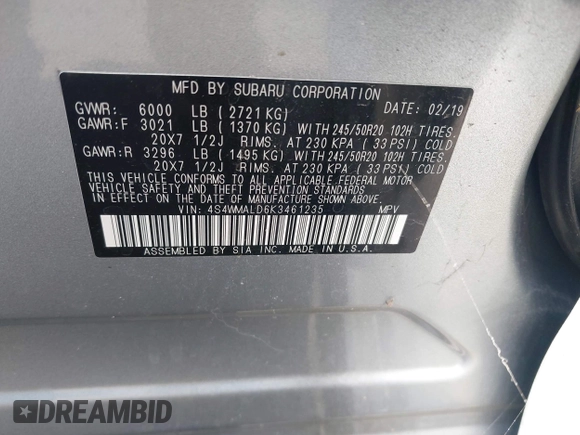 MFD BY SUBARU CORPORATION
GVWR: 6000 LB ( 2721 KG) DATE: 02/19
GAWR:F 3021 LB ( 1370 KG) WITH 245/50R20 102H TIRES,
20X7 1/2J RIMS, AT 230 KPA ( 33 PSI) COLD
GAWR:R 3296 LB ( 1495 KG) WITH 245/50R20 102H TIRES,
20X7 1/2J RIMS, AT 230 KPA ( 33 PSI) COLD
THIS VEHICLE CONFORMS TO ALL APPLICABLE FEDERAL MOTOR
VEHICLE SAFETY AND THEFT PREVENTION STANDARDS
IN EFFECT ON THE DATE OF MANUFACTURE SHOWN ABOVE.
VIN: 4S4WMALD6K3461235 MPV
ASSEMBLED BY SIA INC. MADE IN U.S.A.
DREAMBID